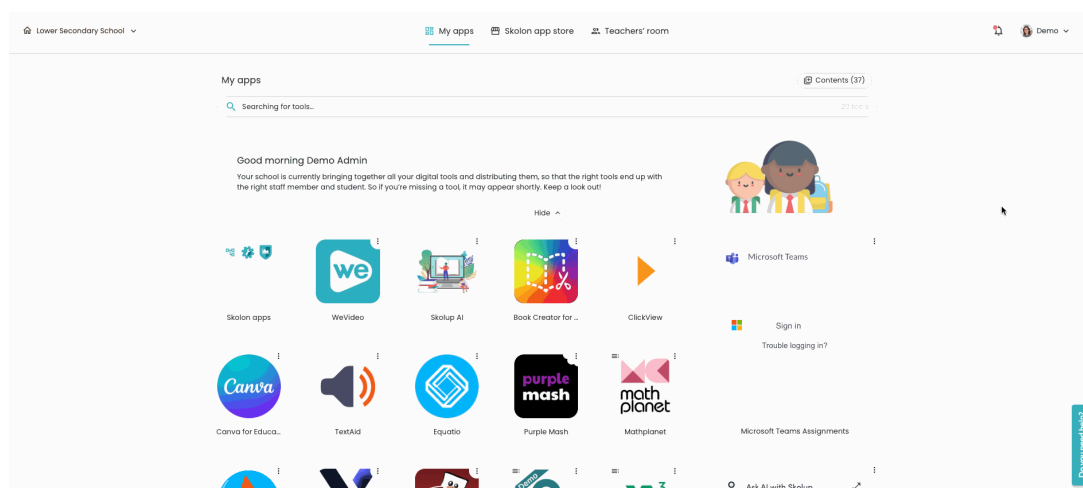 Lower Secondary School
My apps
Skolon app store
Teachers' room
Demo
My apps
Contents (37)
Searching for tools...
Good morning Demo Admin
Your school is currently bringing together all your digital tools and distributing them, so that the right tools end up with
the right staff member and student. So if you're missing a tool, it may appear shortly. Keep a look out!
Hide
we
Microsoft Teams
Skolon apps
WeVideo
Skolup AI
Book Creator for ...
ClickView
Sign in
Trouble logging in?
Canva
purple
mash
math
planet
Canva for Educa...
TextAid
Equatio
Purple Mash
Mathplanet
Microsoft Teams Assignments
Do you need help?
Demo
3
Ask AI with Skolup